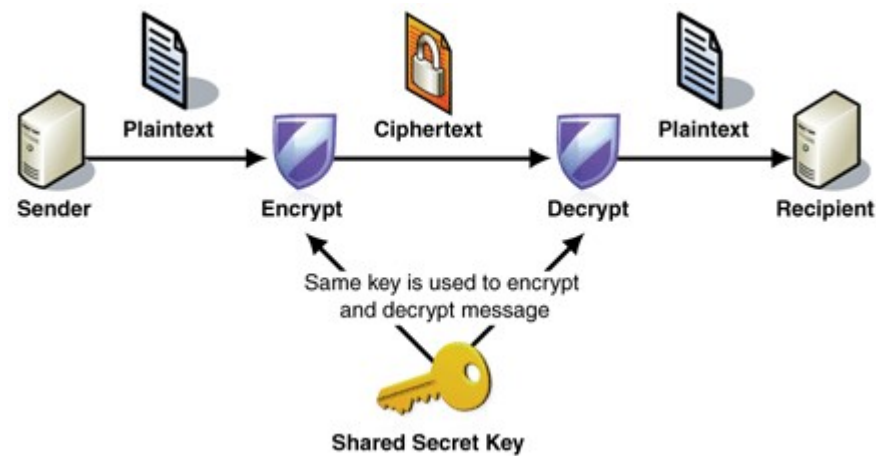 Plaintext
Ciphertext
Plaintext
Sender
Encrypt
Decrypt
Recipient
Same key is used to encrypt
and decrypt message
Shared Secret Key